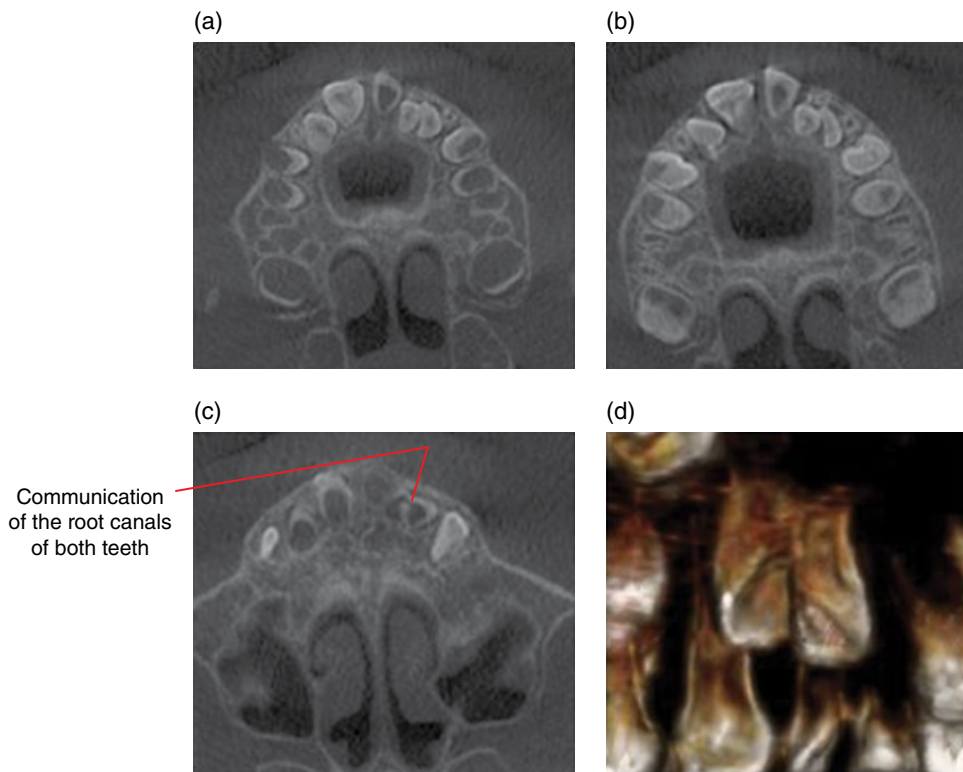 (a)
(b)
(c)
(d)
Communication
of the root canals
of both teeth